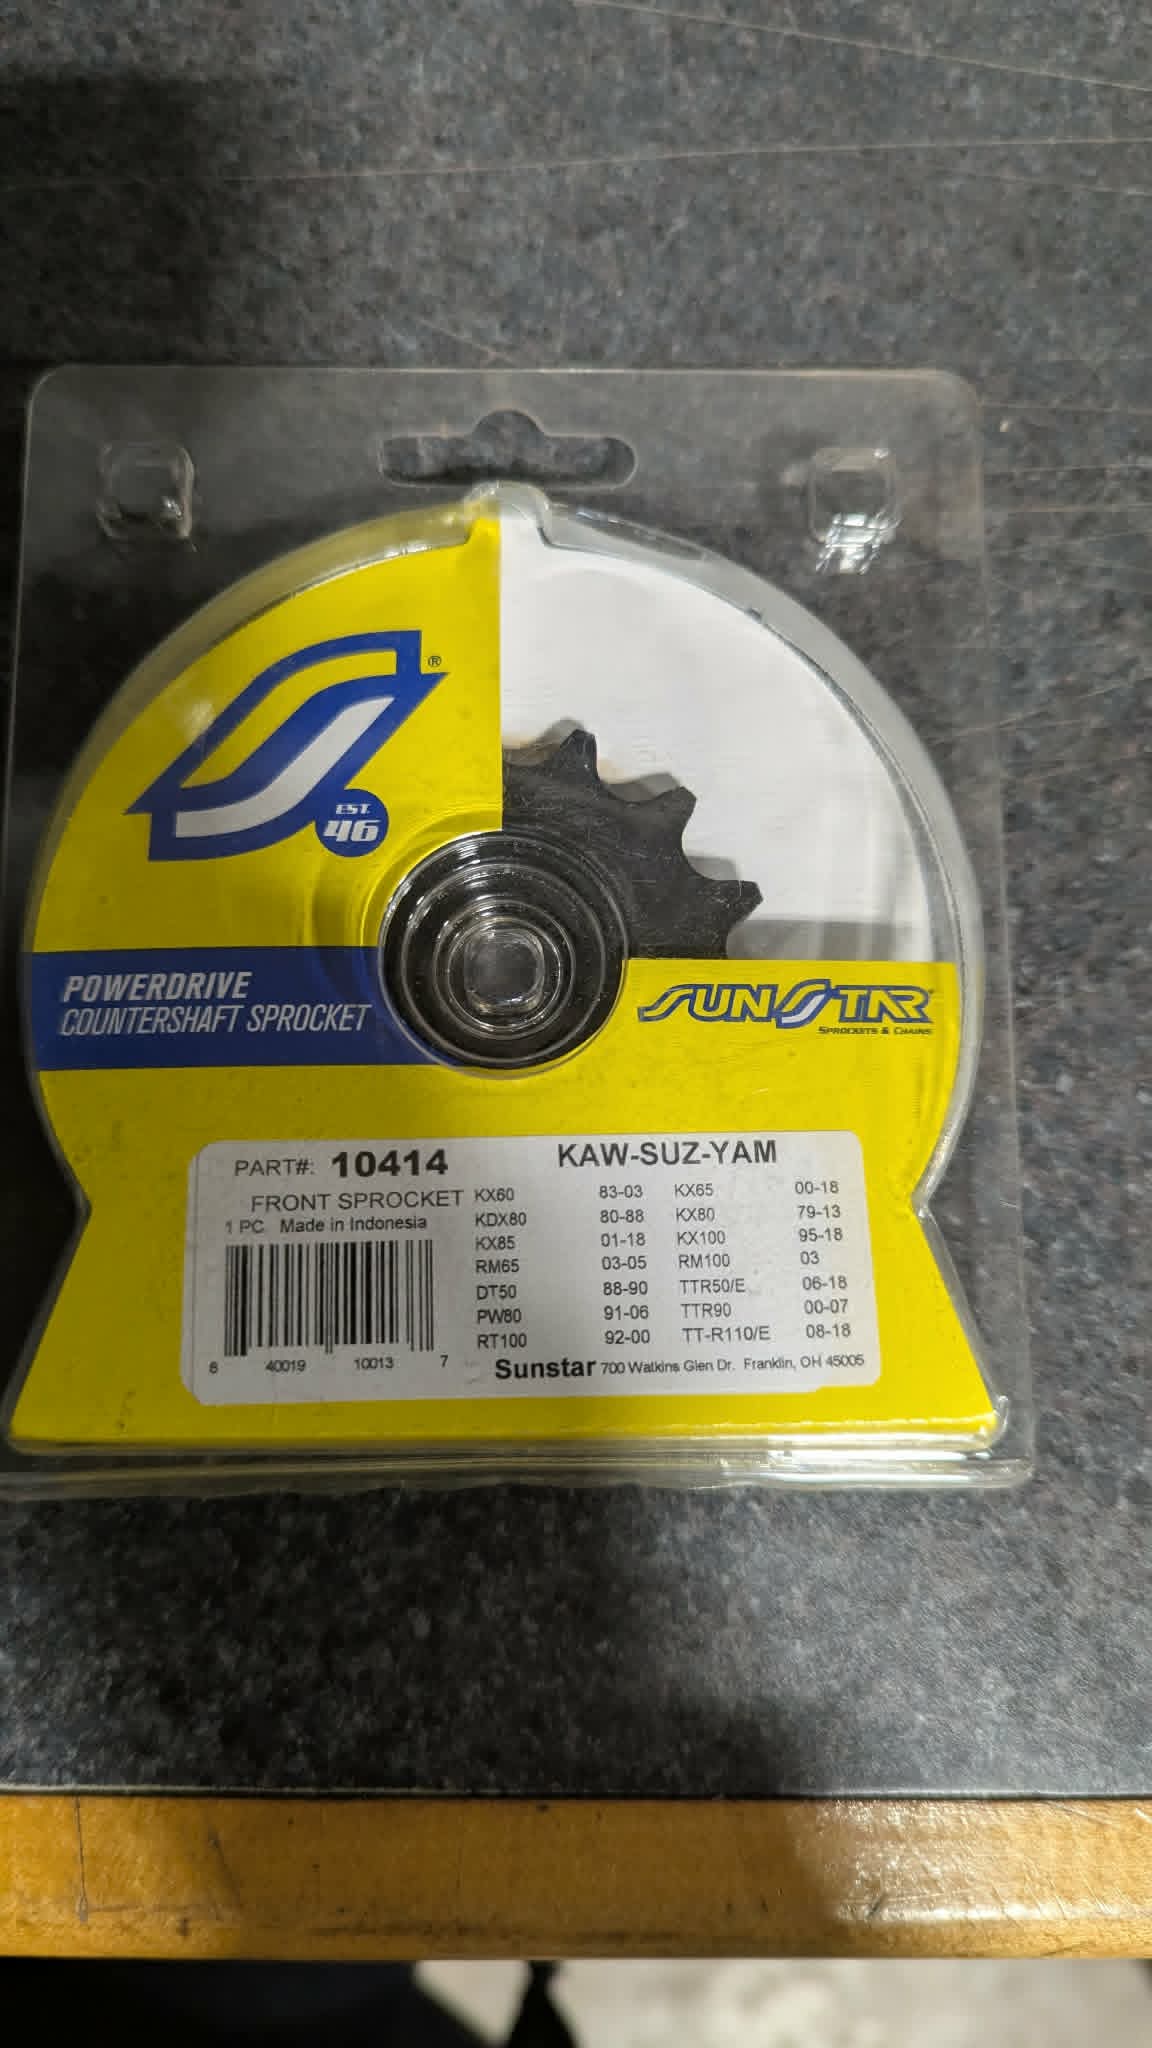 ®
EST.
46
POWERDRIVE
COUNTERSHAFT SPROCKET
SUNSTAR
SPROCKETS & CHAINS
PART#: 10414
KAW-SUZ-YAM
FRONT SPROCKET
1 PC. Made in Indonesia
KX60 83-03 KX65 00-18
KDX80 80-88 KX80 79-13
KX85 01-18 KX100 95-18
RM65 03-05 RM100 03
DT50 88-90 TTR50/E 06-18
PW80 91-06 TTR90 00-07
RT100 92-00 TT-R110/E 08-18
8 40019 10013 7
Sunstar 700 Watkins Glen Dr. Franklin, OH 45005